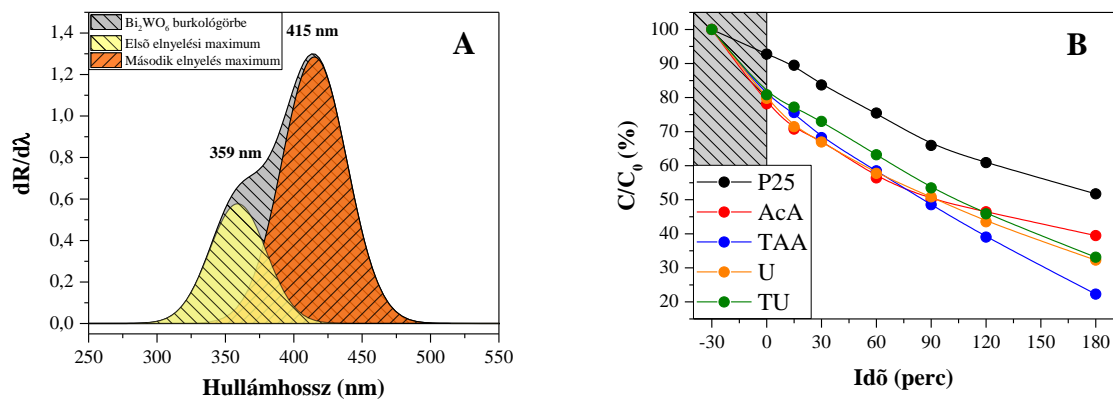 Bi₂WO₆ burkológörbe
Elsõ elnyelési maximum
Második elnyelés maximum
415 nm
A
359 nm
1,4
1,2
1,0
0,8
0,6
0,4
0,2
0,0
dR/dλ
250 300 350 400 450 500 550
Hullámhossz (nm)
B
100
90
80
70
60
50
40
30
20
C/C₀ (%)
P25
AcA
TAA
U
TU
-30 0 30 60 90 120 150 180
Idõ (perc)